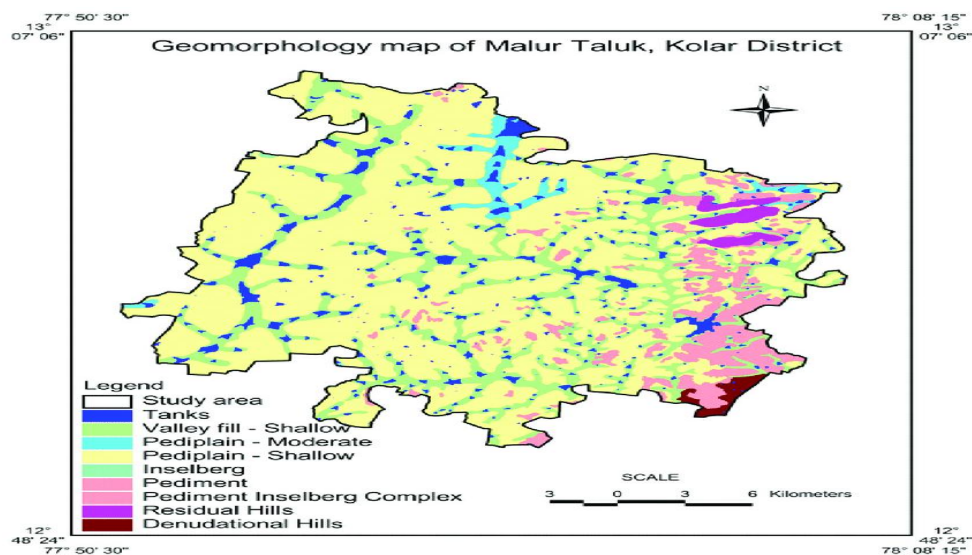 77° 50' 30"
78° 08' 15"
13°
07' 06"
13°
07' 06"
Geomorphology map of Malur Taluk, Kolar District
N
Legend
Study area
Tanks
Valley fill - Shallow
Pediplain - Moderate
Pediplain - Shallow
Inselberg
Pediment
Pediment Inselberg Complex
Residual Hills
Denudational Hills
SCALE
3 0 3 6 Kilometers
12°
48' 24"
12°
48' 24"
77° 50' 30"
78° 08' 15"